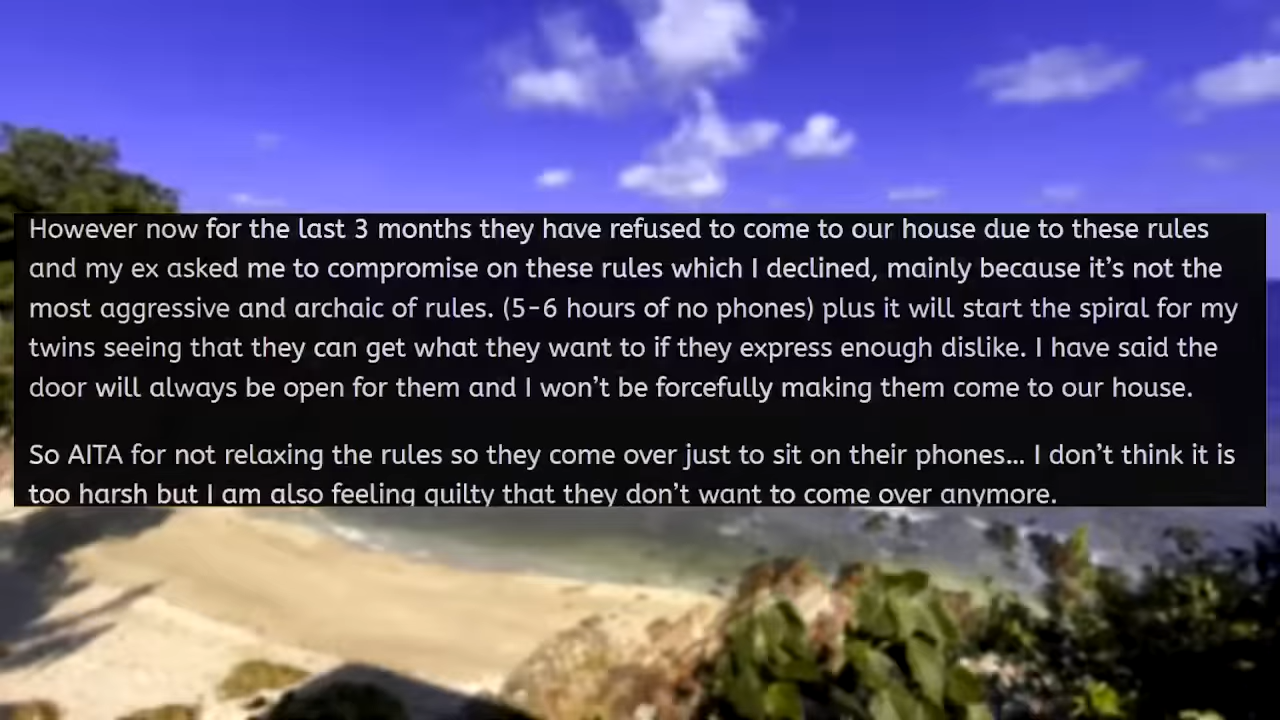 However now for the last 3 months they have refused to come to our house due to these rules
and my ex asked me to compromise on these rules which I declined, mainly because it’s not the
most aggressive and archaic of rules. (5-6 hours of no phones) plus it will start the spiral for my
twins seeing that they can get what they want to if they express enough dislike. I have said the
door will always be open for them and I won’t be forcefully making them come to our house.
So AITA for not relaxing the rules so they come over just to sit on their phones... I don’t think it is
too harsh but I am also feeling guilty that they don’t want to come over anymore.